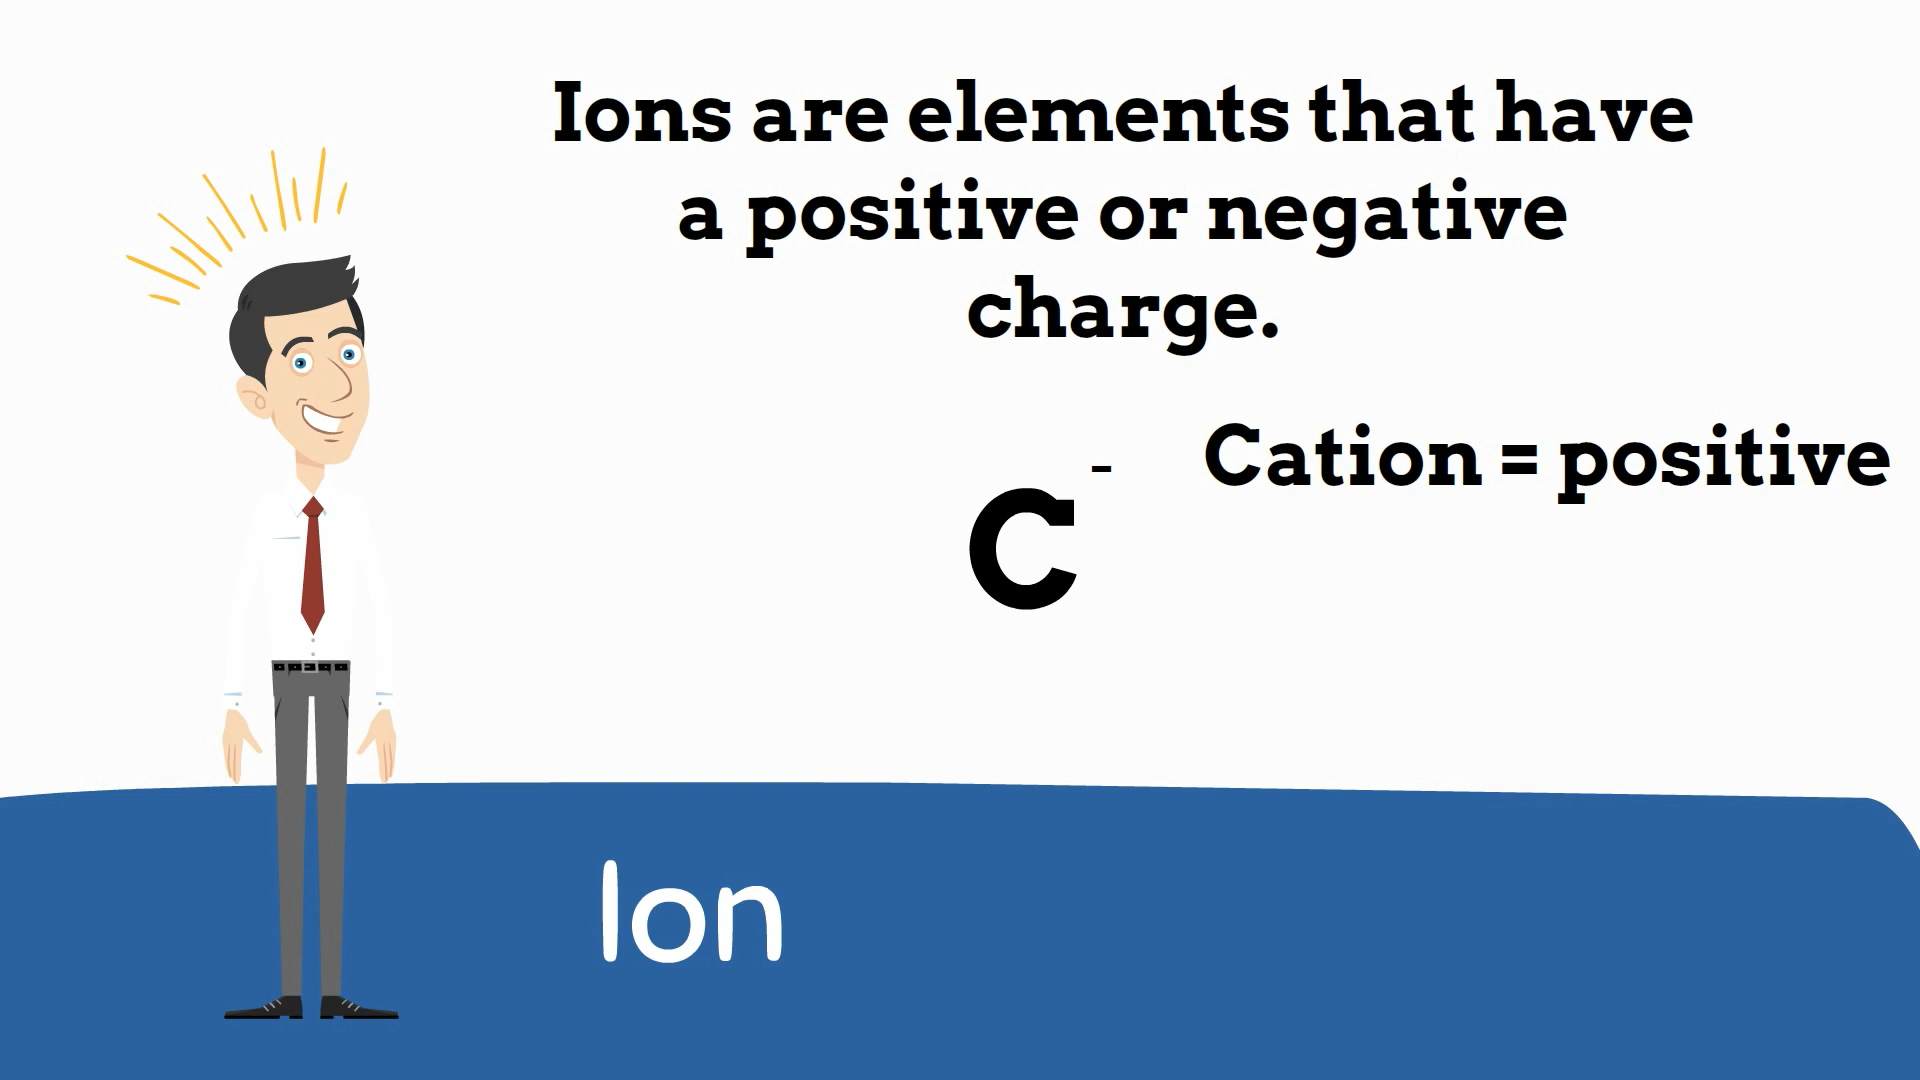 Ions are elements that have
a positive or negative
charge.
Cation = positive
C⁻
Ion